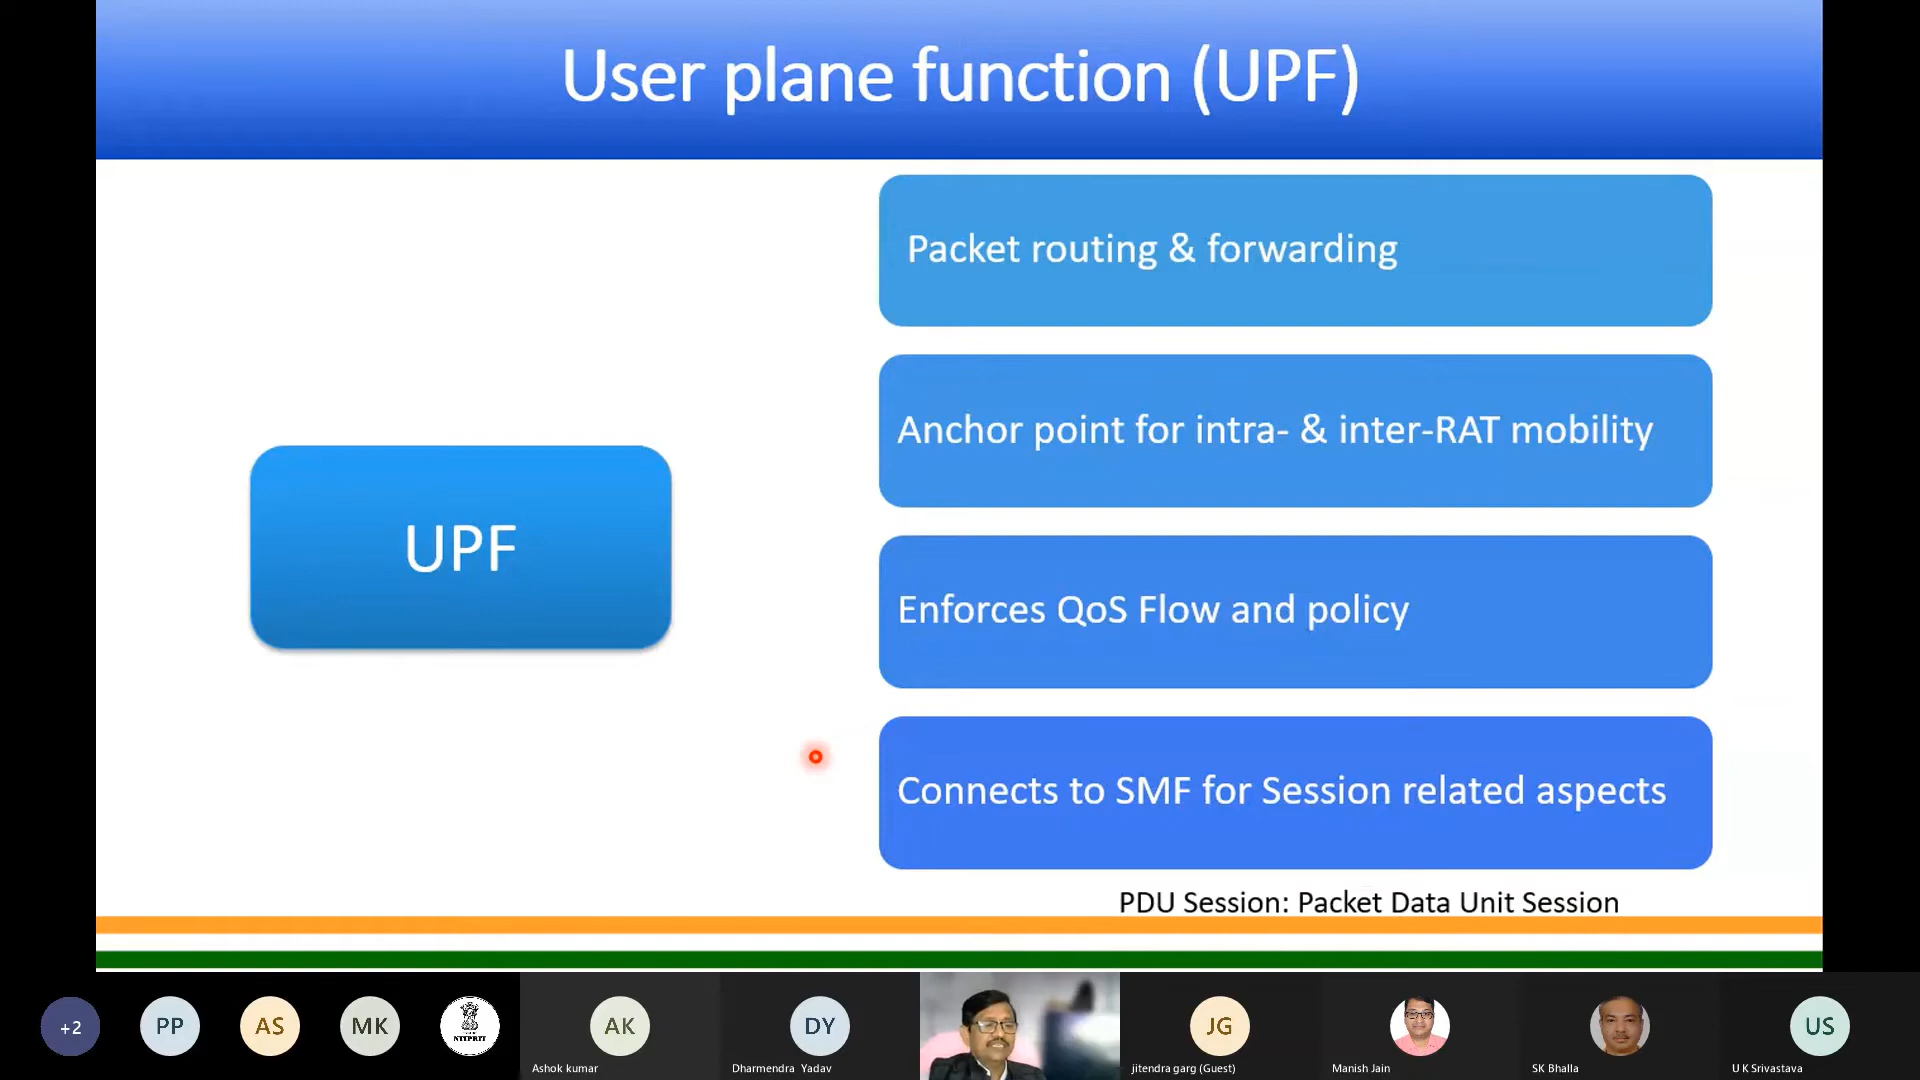 User plane function (UPF)
Packet routing & forwarding
Anchor point for intra- & inter-RAT mobility
UPF
Enforces QoS Flow and policy
Connects to SMF for Session related aspects
PDU Session: Packet Data Unit Session
+2
PP
AS
MK
NTIPRIT
AK
DY
JG
US
Ashok kumar
Dharmendra Yadav
jitendra garg (Guest)
Manish Jain
SK Bhalla
U K Srivastava